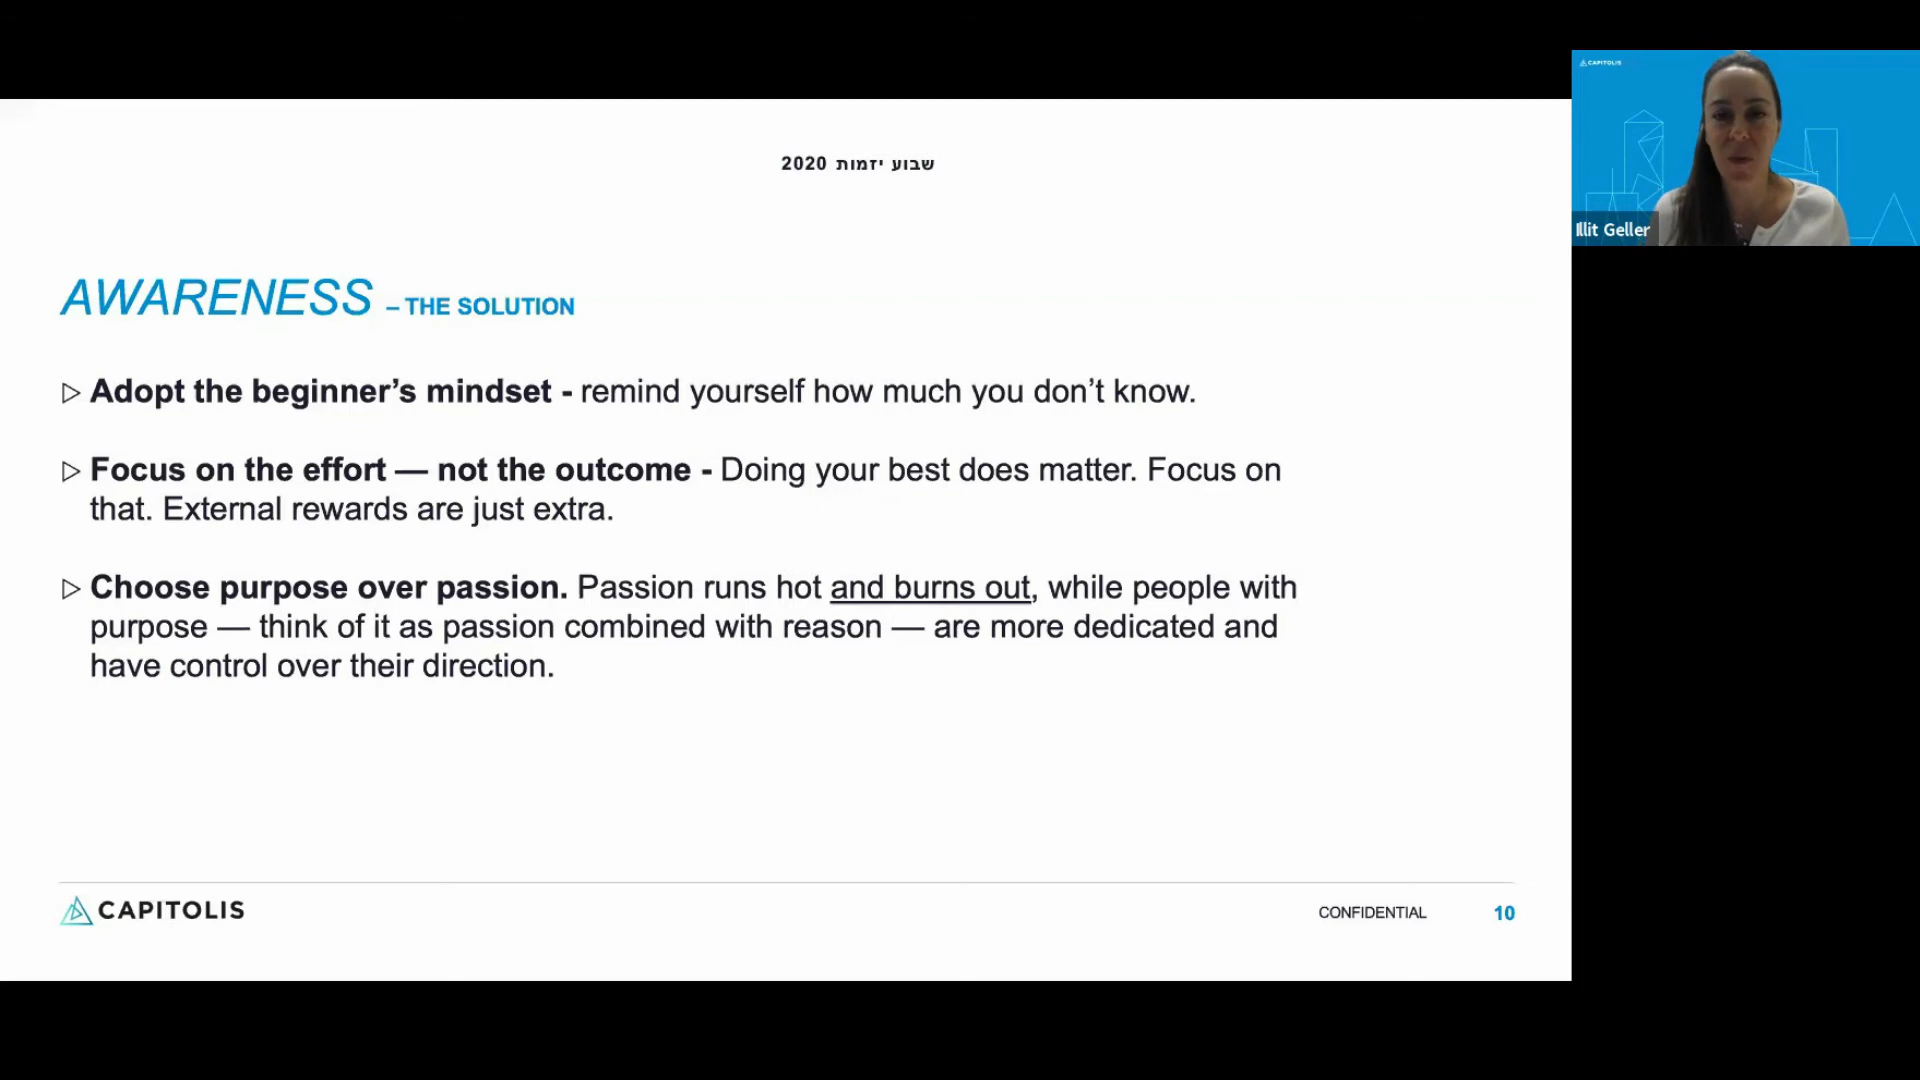 שבוע יזמות 2020
CAPITOLIS
Illit Geller
AWARENESS – THE SOLUTION
▷ Adopt the beginner’s mindset - remind yourself how much you don’t know.
▷ Focus on the effort — not the outcome - Doing your best does matter. Focus on
that. External rewards are just extra.
▷ Choose purpose over passion. Passion runs hot and burns out, while people with
purpose — think of it as passion combined with reason — are more dedicated and
have control over their direction.
CAPITOLIS
CONFIDENTIAL
10